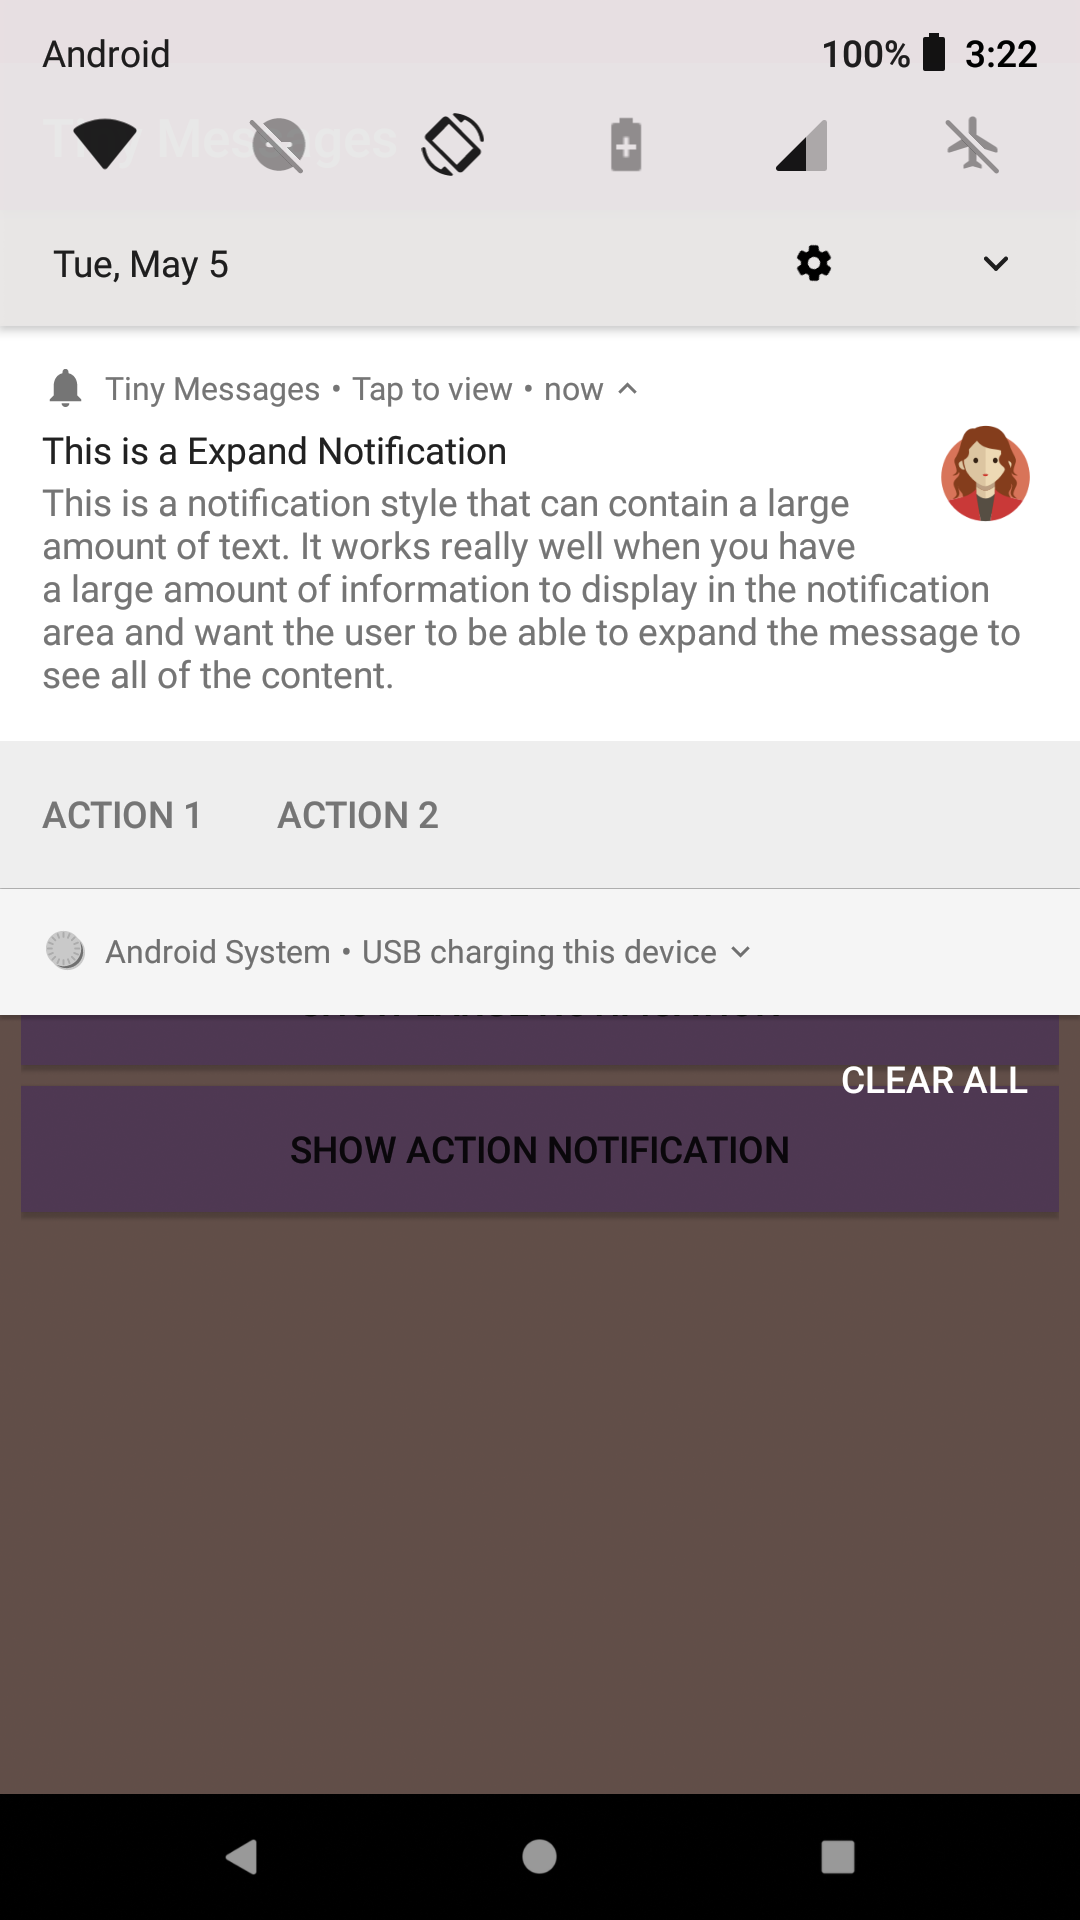 Android 100% 3:22
Tiny Messages
Tue, May 5
Tiny Messages • Tap to view • now
This is a Expand Notification
This is a notification style that can contain a large
amount of text. It works really well when you have
a large amount of information to display in the notification
area and want the user to be able to expand the message to
see all of the content.
ACTION 1 ACTION 2
Android System • USB charging this device
CLEAR ALL
SHOW ACTION NOTIFICATION